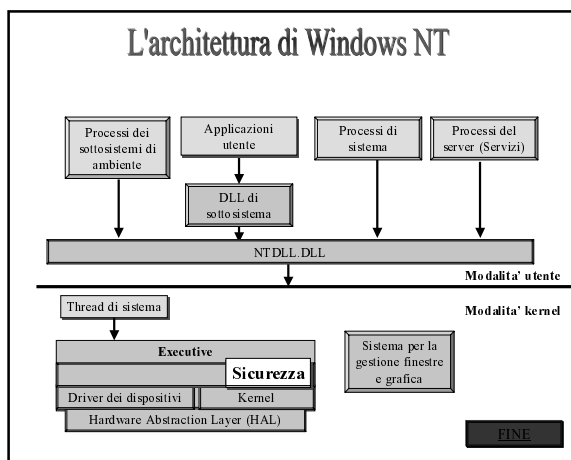 L'architettura di Windows NT
Processi dei
sottosistemi di
ambiente
Applicazioni
utente
Processi di
sistema
Processi del
server (Servizi)
DLL di
sottosistema
NTDLL.DLL
Modalita' utente
Modalita' kernel
Thread di sistema
Executive
Sicurezza
Driver dei dispositivi
Kernel
Hardware Abstraction Layer (HAL)
Sistema per la
gestione finestre
e grafica
FINE